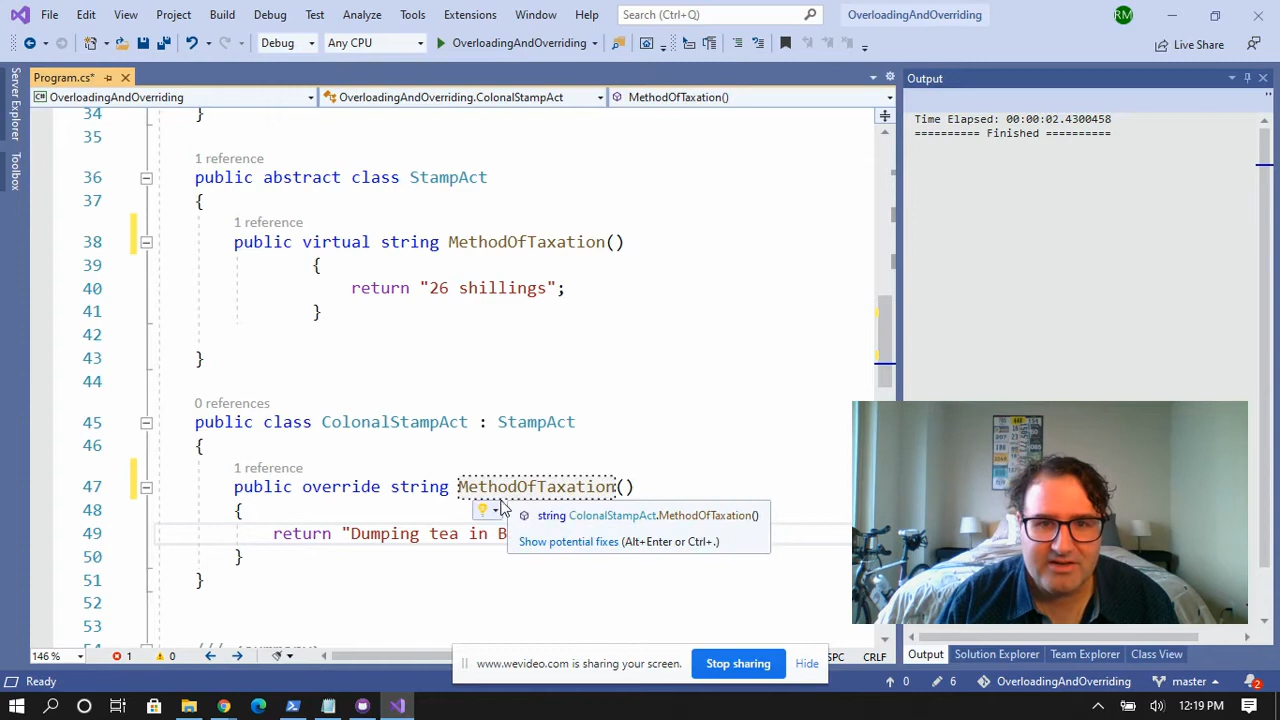 File Edit View Project Build Debug Test Analyze Tools Extensions Window Help Search (Ctrl+Q) OverloadingAndOverriding RM
Debug Any CPU OverloadingAndOverriding Live Share
Server Explorer
Toolbox
Program.cs*
OverloadingAndOverriding OverloadingAndOverriding.ColonalStampAct MethodOfTaxation()
34 }
35
1 reference
36 public abstract class StampAct
37 {
1 reference
38 public virtual string MethodOfTaxation()
39 {
40 return "26 shillings";
41 }
42
43 }
44
0 references
45 public class ColonalStampAct : StampAct
46 {
1 reference
47 public override string MethodOfTaxation()
48 {
string ColonalStampAct.MethodOfTaxation()
49 return "Dumping tea in B
Show potential fixes (Alt+Enter or Ctrl+.)
50 }
51 }
52
53
Output
Time Elapsed: 00:00:02.4300458
========== Finished ==========
146 % 1 0 SPC CRLF
www.wevideo.com is sharing your screen. Stop sharing Hide
Output Solution Explorer Team Explorer Class View
Ready 0 6 OverloadingAndOverriding master 2
12:19 PM